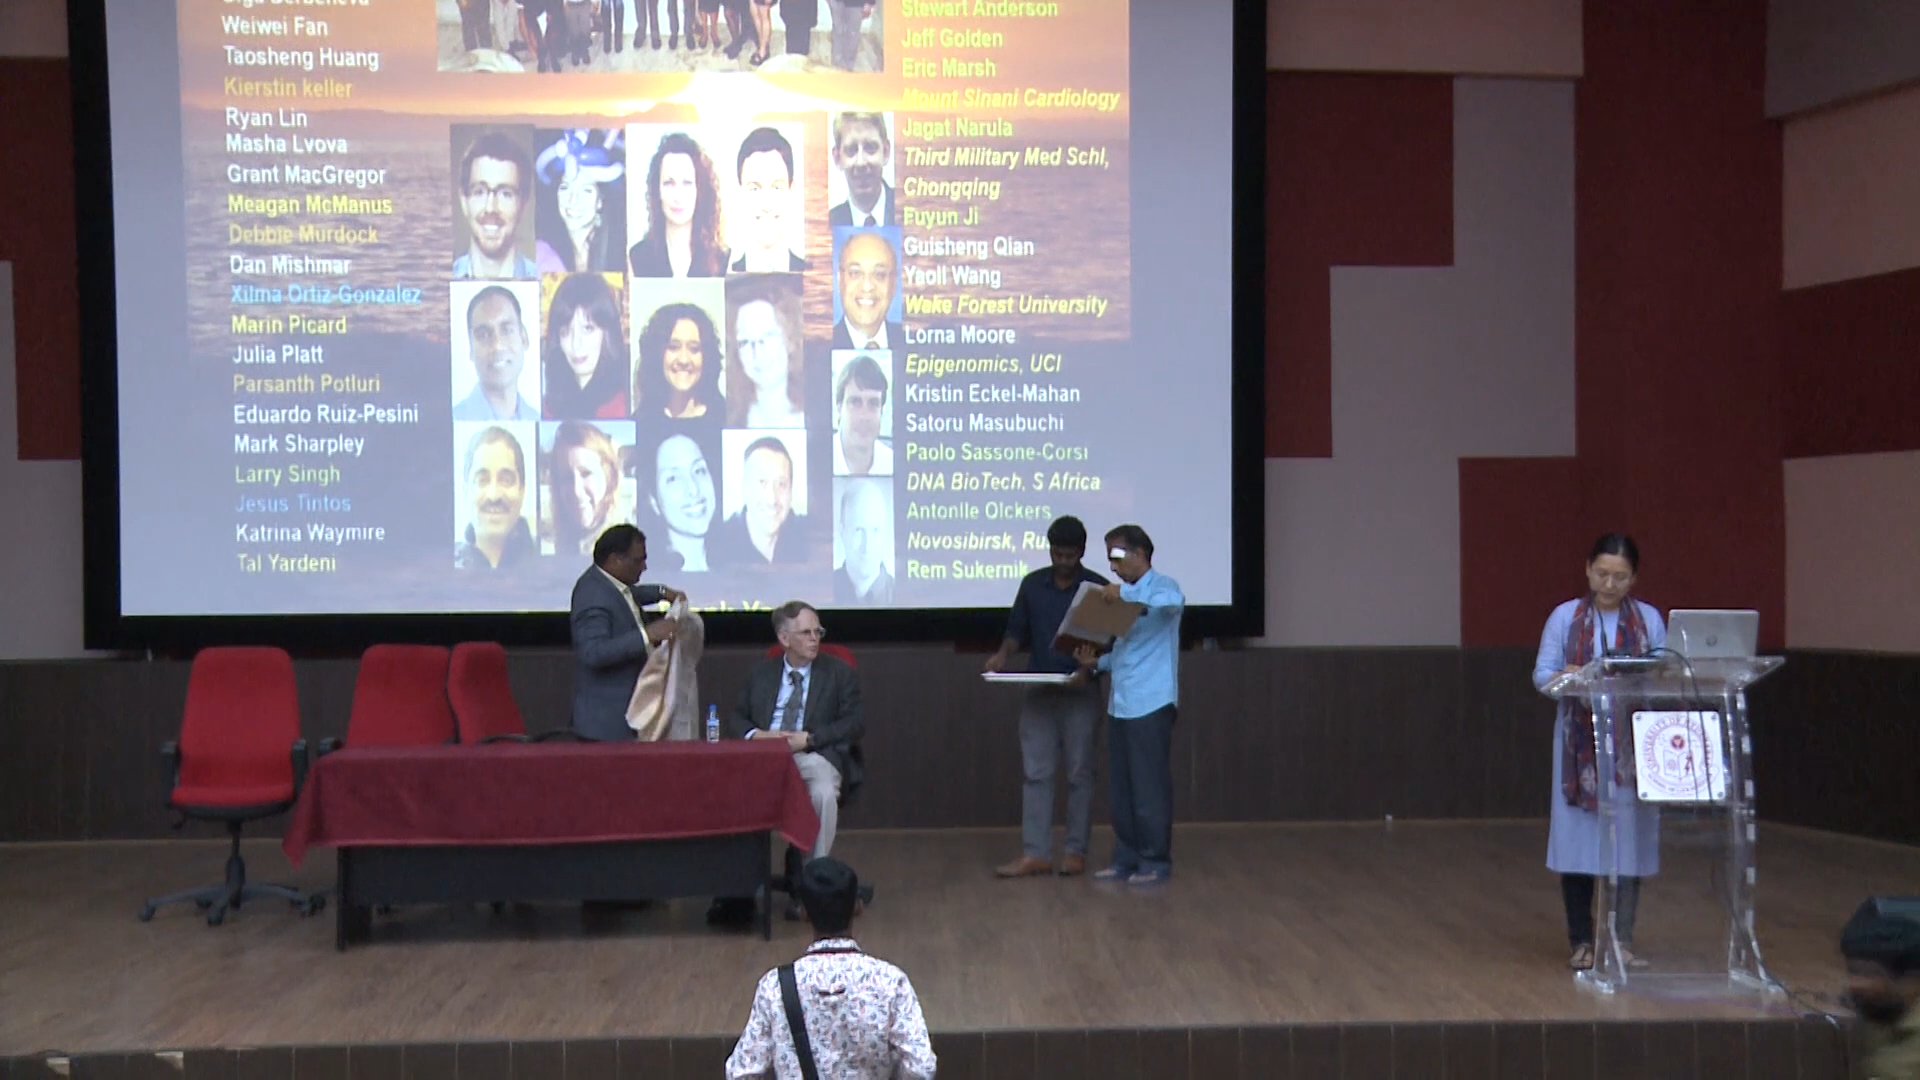 Weiwei Fan
Taosheng Huang
Kierstin keller
Ryan Lin
Masha Lvova
Grant MacGregor
Meagan McManus
Debbie Murdock
Dan Mishmar
Xilma Ortiz-Gonzalez
Marin Picard
Julia Platt
Parsanth Potluri
Eduardo Ruiz-Pesini
Mark Sharpley
Larry Singh
Jesus Tintos
Katrina Waymire
Tal Yardeni
Stewart Anderson
Jeff Golden
Eric Marsh
Mount Sinani Cardiology
Jagat Narula
Third Military Med Schl,
Chongqing
Fuyun Ji
Guisheng Qian
Yaoli Wang
Wake Forest University
Lorna Moore
Epigenomics, UCI
Kristin Eckel-Mahan
Satoru Masubuchi
Paolo Sassone-Corsi
DNA BioTech, S Africa
Antonlie Olckers
Novosibirsk,
Rem Sukernik